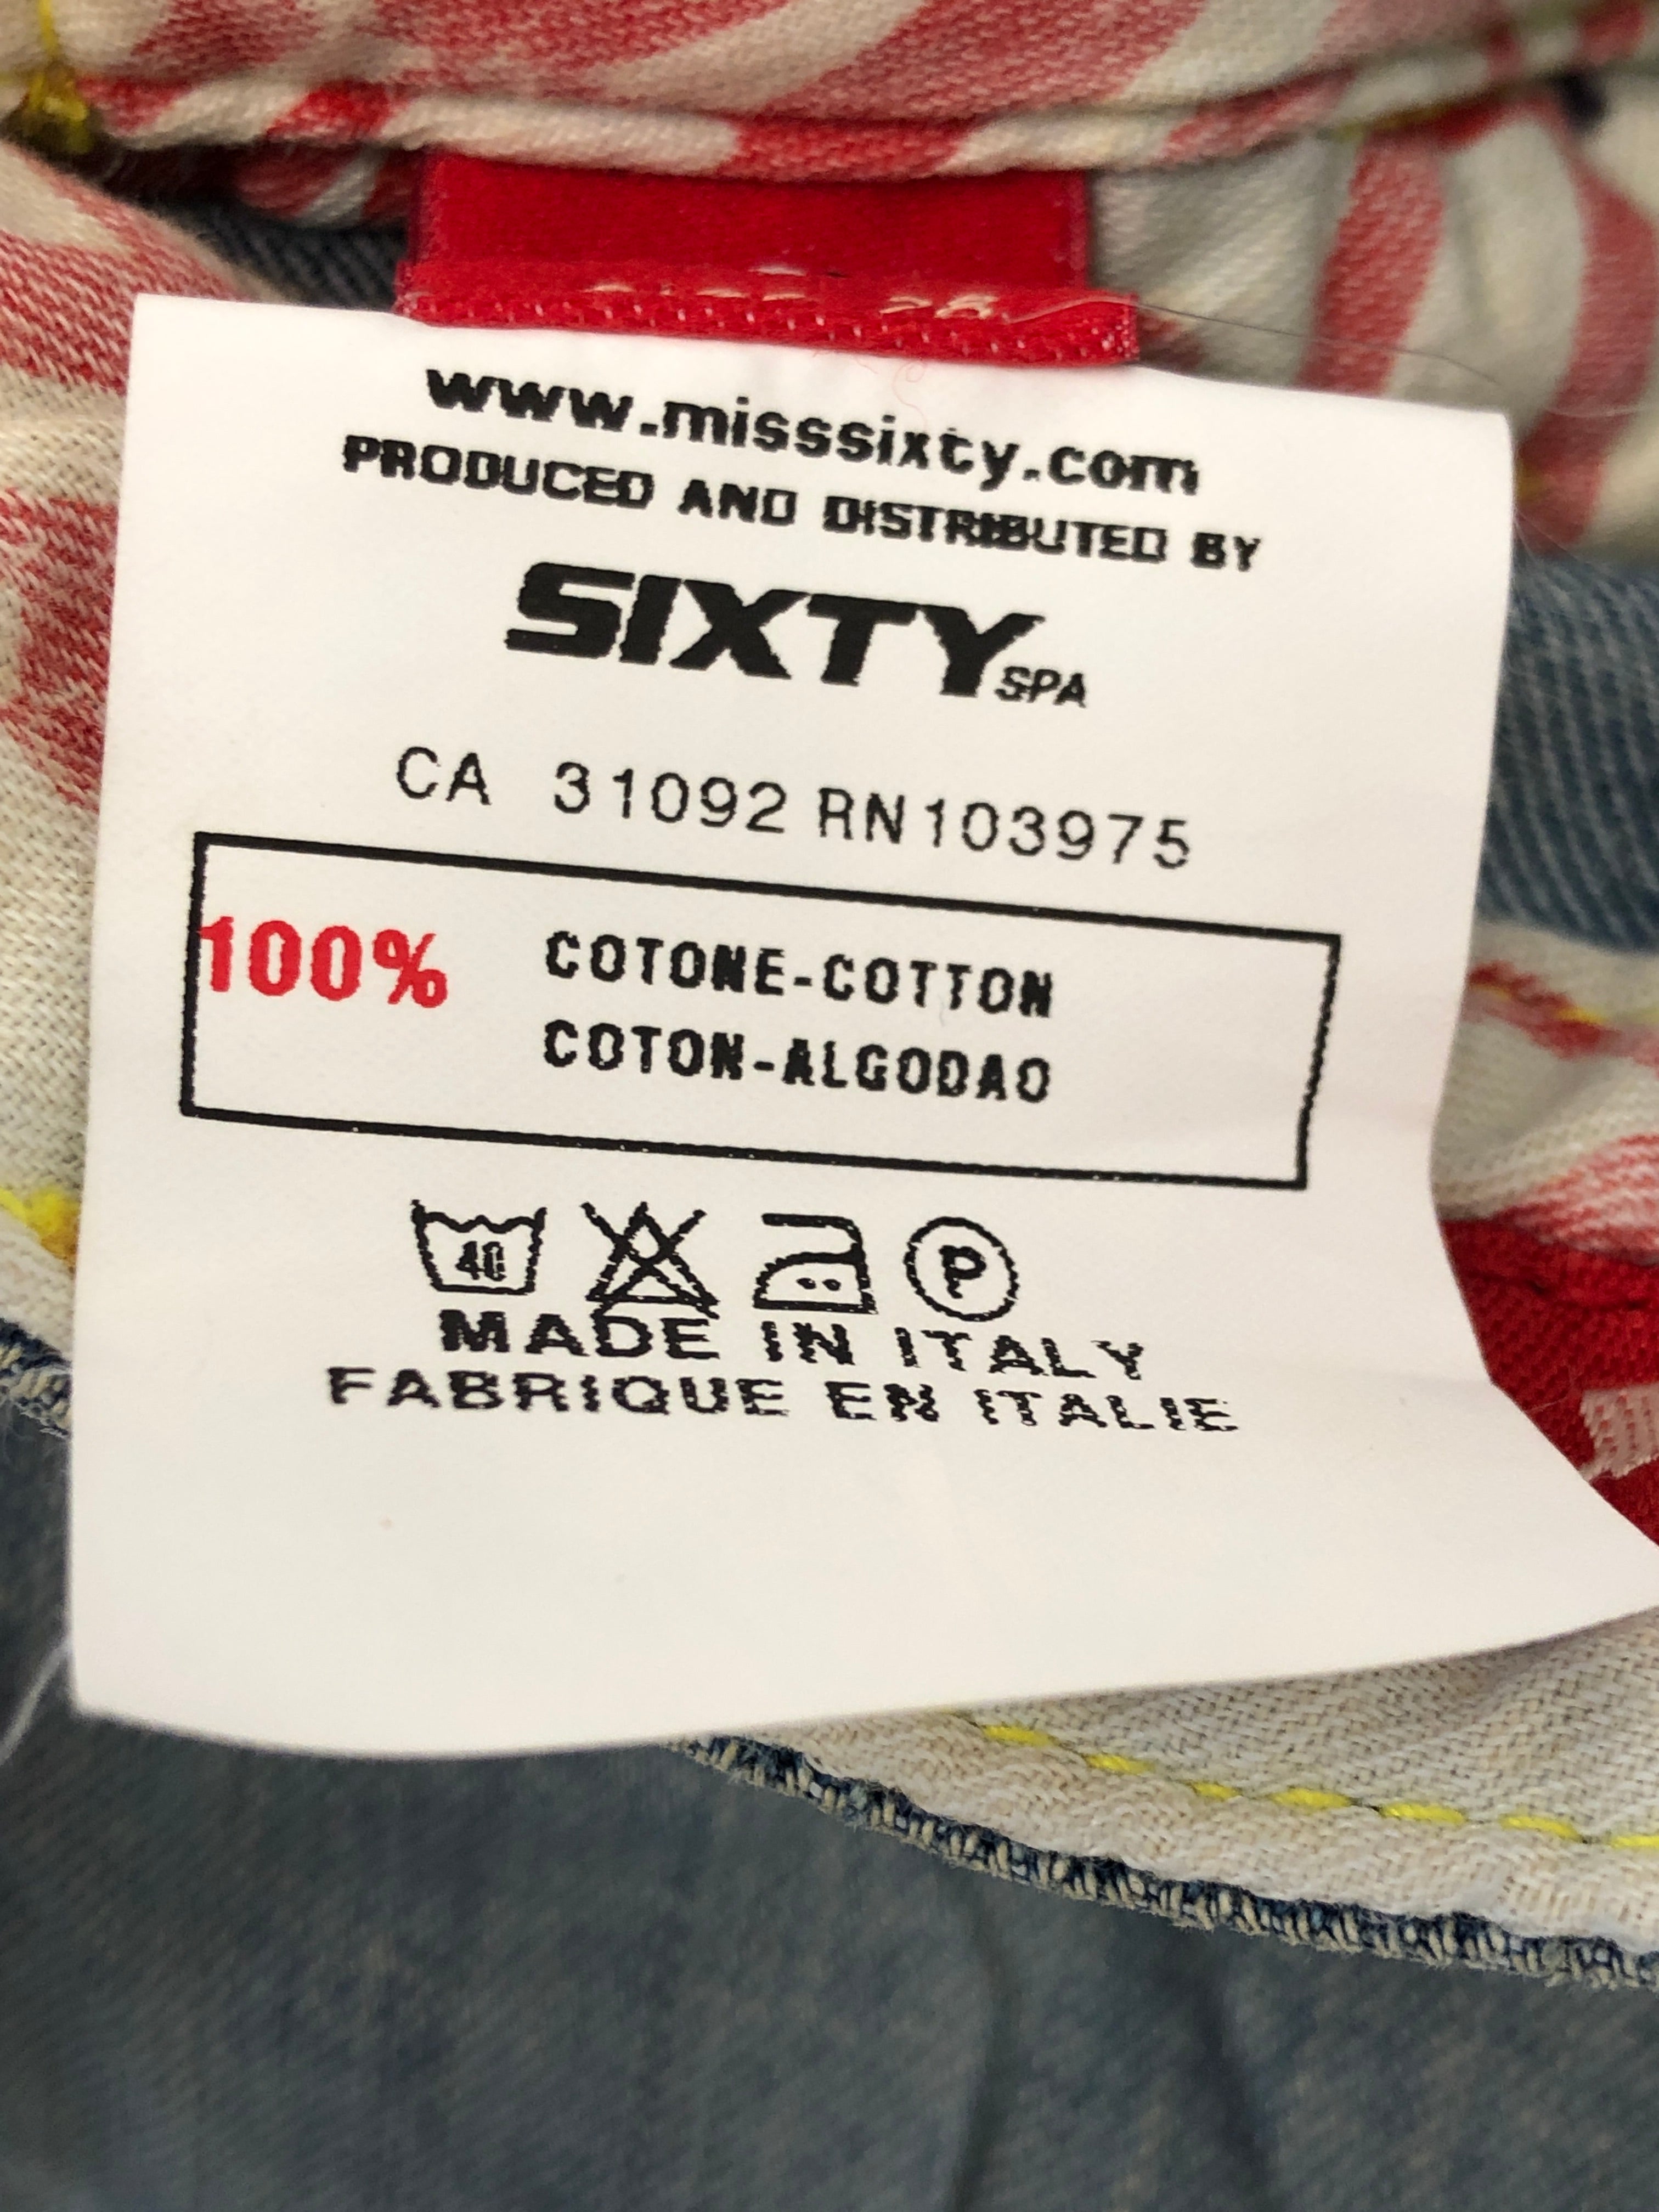 www.misssixty.com
PRODUCED AND DISTRIBUTED BY
SIXTY SPA
CA 31092 RN103975
100% COTONE-COTTON
COTON-ALGODAO
40 P
MADE IN ITALY
FABRIQUE EN ITALIE